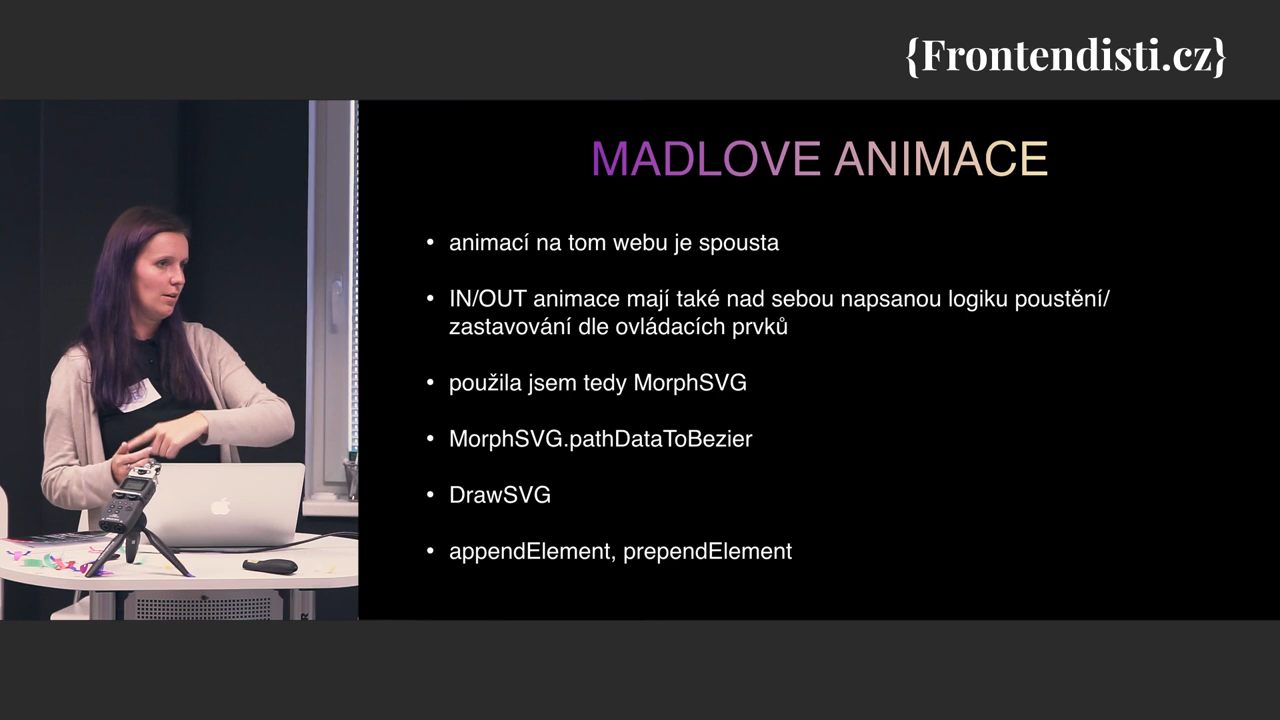 {Frontendisti.cz}
MADLOVE ANIMACE
• animací na tom webu je spousta
• IN/OUT animace mají také nad sebou napsanou logiku poustění/
zastavování dle ovládacích prvků
• použila jsem tedy MorphSVG
• MorphSVG.pathDataToBezier
• DrawSVG
• appendElement, prependElement